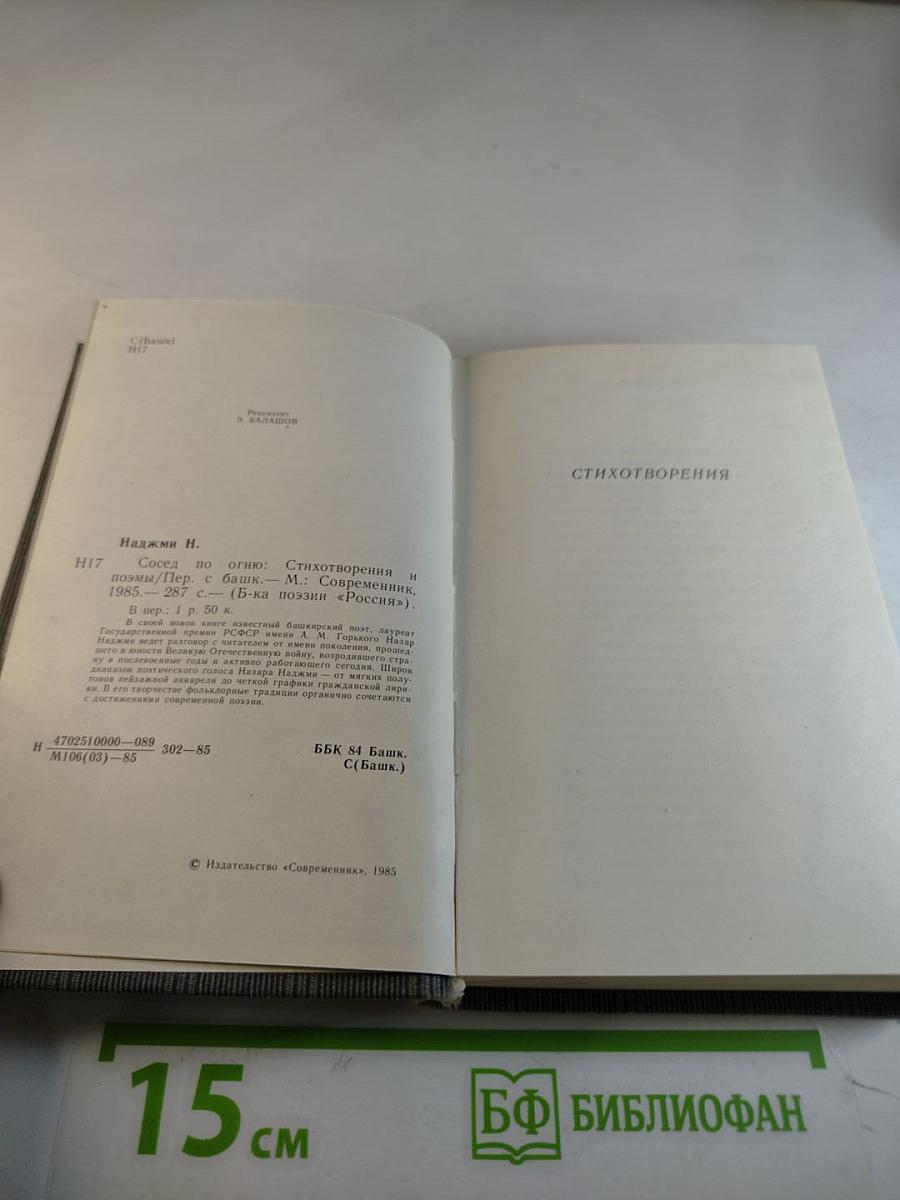 С(Башк)
Н17
Рецензент
Э. БАЛАШОВ
Наджми Н.
Н17 Сосед по огню: Стихотворения и
поэмы/Пер. с башк.— М.: Современник,
1985.— 287 с.— (Б-ка поэзии «Россия»).
В пер.: 1 р. 50 к.
В своей новой книге известный башкирский поэт, лауреат
Государственной премии РСФСР имени А. М. Горького Назар
Наджми ведет разговор с читателем от имени поколения, прошед-
шего в юности Великую Отечественную войну, возродившего стра-
ну в послевоенные годы и активно работающего сегодня. Широк
диапазон поэтического голоса Назара Наджми — от мягких полу-
тонов пейзажной акварели до четкой графики гражданской лири-
ки. В его творчестве фольклорные традиции органично сочетаются
с достижениями современной поэзии.
Н 4702510000—089
М106(03)—85 302—85
ББК 84 Башк.
С(Башк.)
© Издательство «Современник», 1985
СТИХОТВОРЕНИЯ
15 см
БФ БИБЛИОФАН